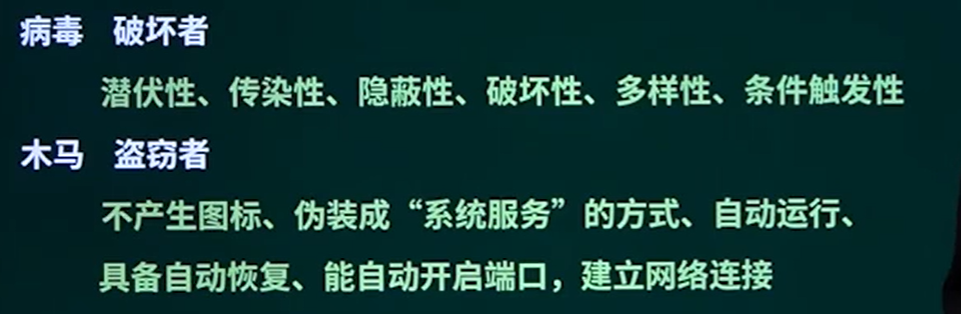 病毒 破坏者
潜伏性、传染性、隐蔽性、破坏性、多样性、条件触发性
木马 盗窃者
不产生图标、伪装成“系统服务”的方式、自动运行、
具备自动恢复、能自动开启端口，建立网络连接